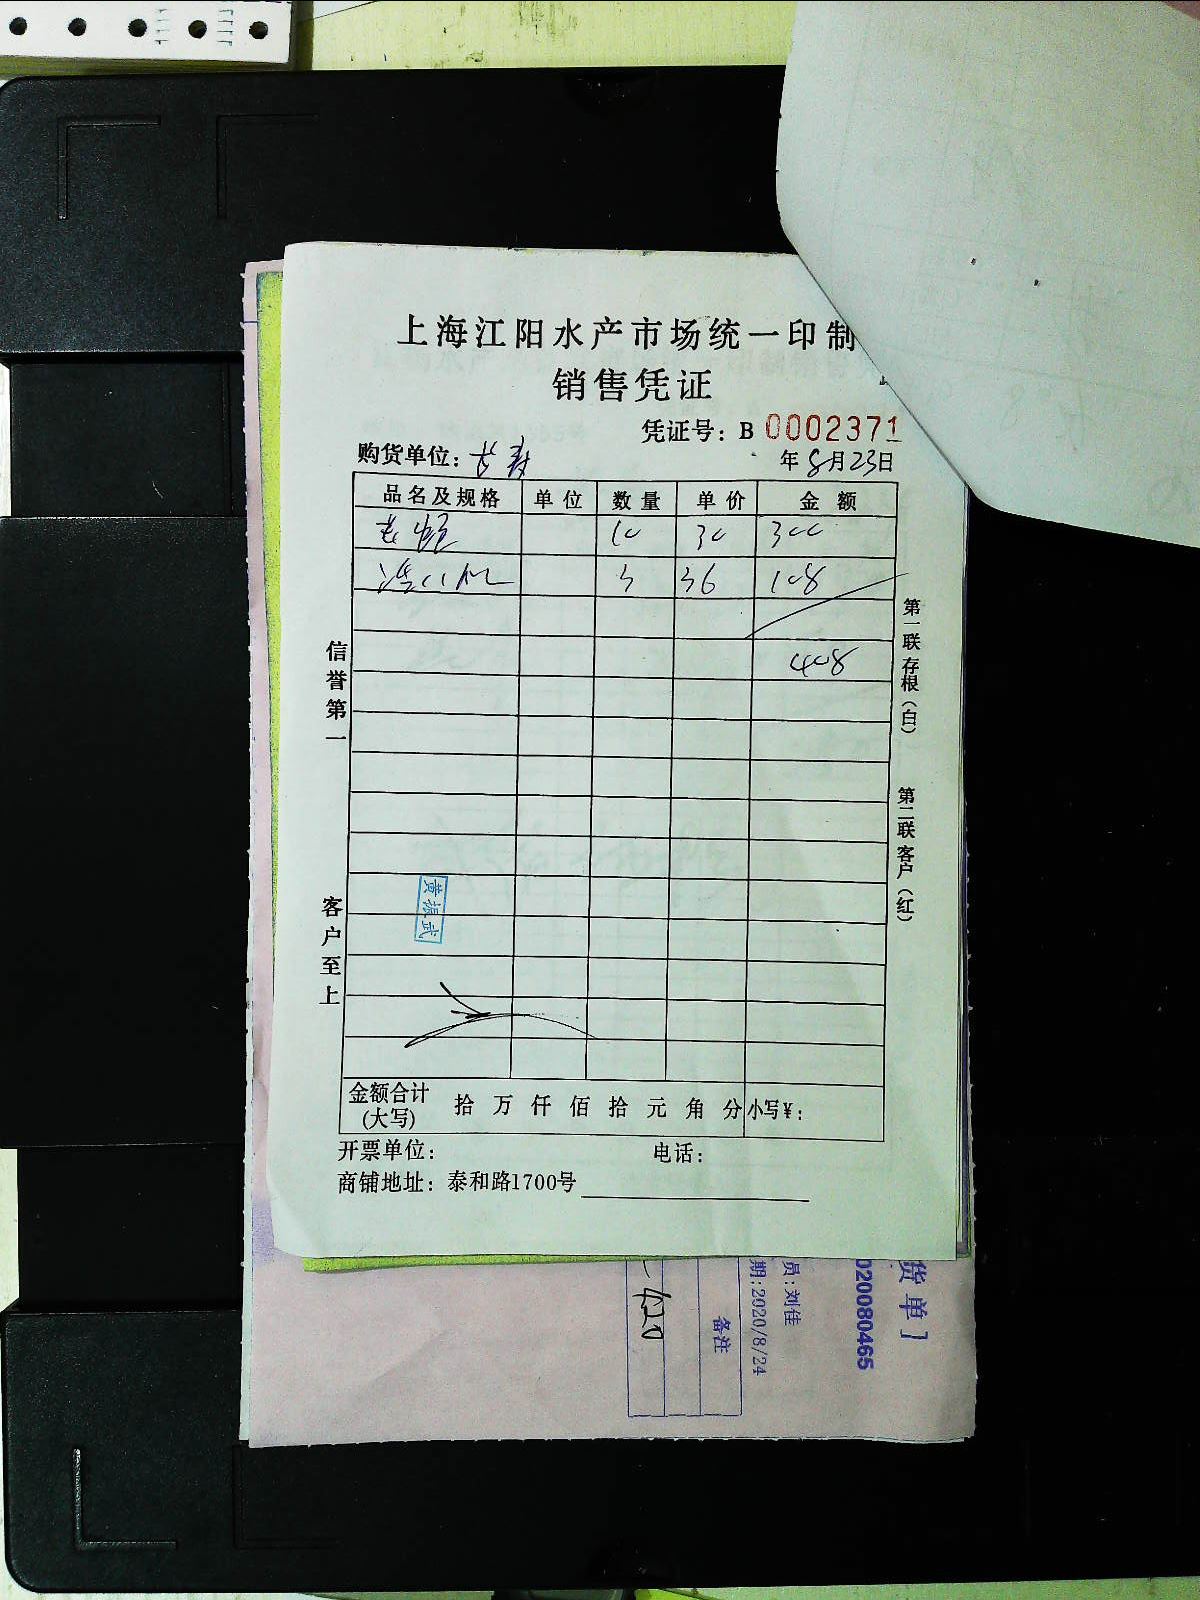 上海江阳水产市场统一印制
销售凭证
凭证号：B 0002371
购货单位：
年 8月23日
品名及规格 单位 数量 单价 金额
10 30 300
3 36 108
408
信誉第一
客户至上
第一联存根（白）
第二联客户（红）
黄振武
金额合计(大写) 拾 万 仟 佰 拾 元 角 分 小写¥：
开票单位： 电话：
商铺地址：泰和路1700号
货单]
020080465
员:刘佳
期:2020/8/24
备注
420